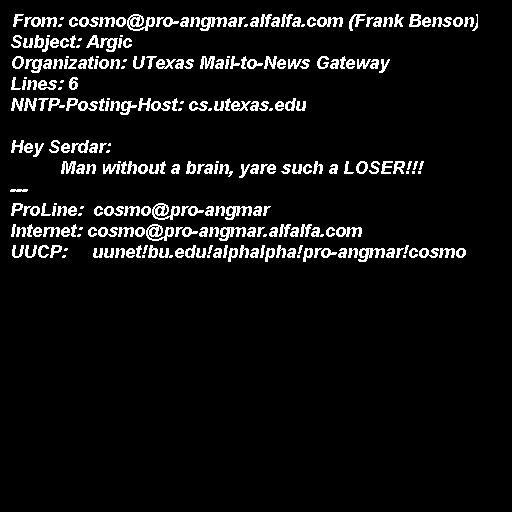 From: cosmo@pro-angmar.alfalfa.com (Frank Benson)
Subject: Argic
Organization: UTexas Mail-to-News Gateway
Lines: 6
NNTP-Posting-Host: cs.utexas.edu

Hey Serdar:
Man without a brain, yare such a LOSER!!!
---
ProLine:  cosmo@pro-angmar
Internet: cosmo@pro-angmar.alfalfa.com
UUCP:     uunet!bu.edu!alphalpha!pro-angmar!cosmo